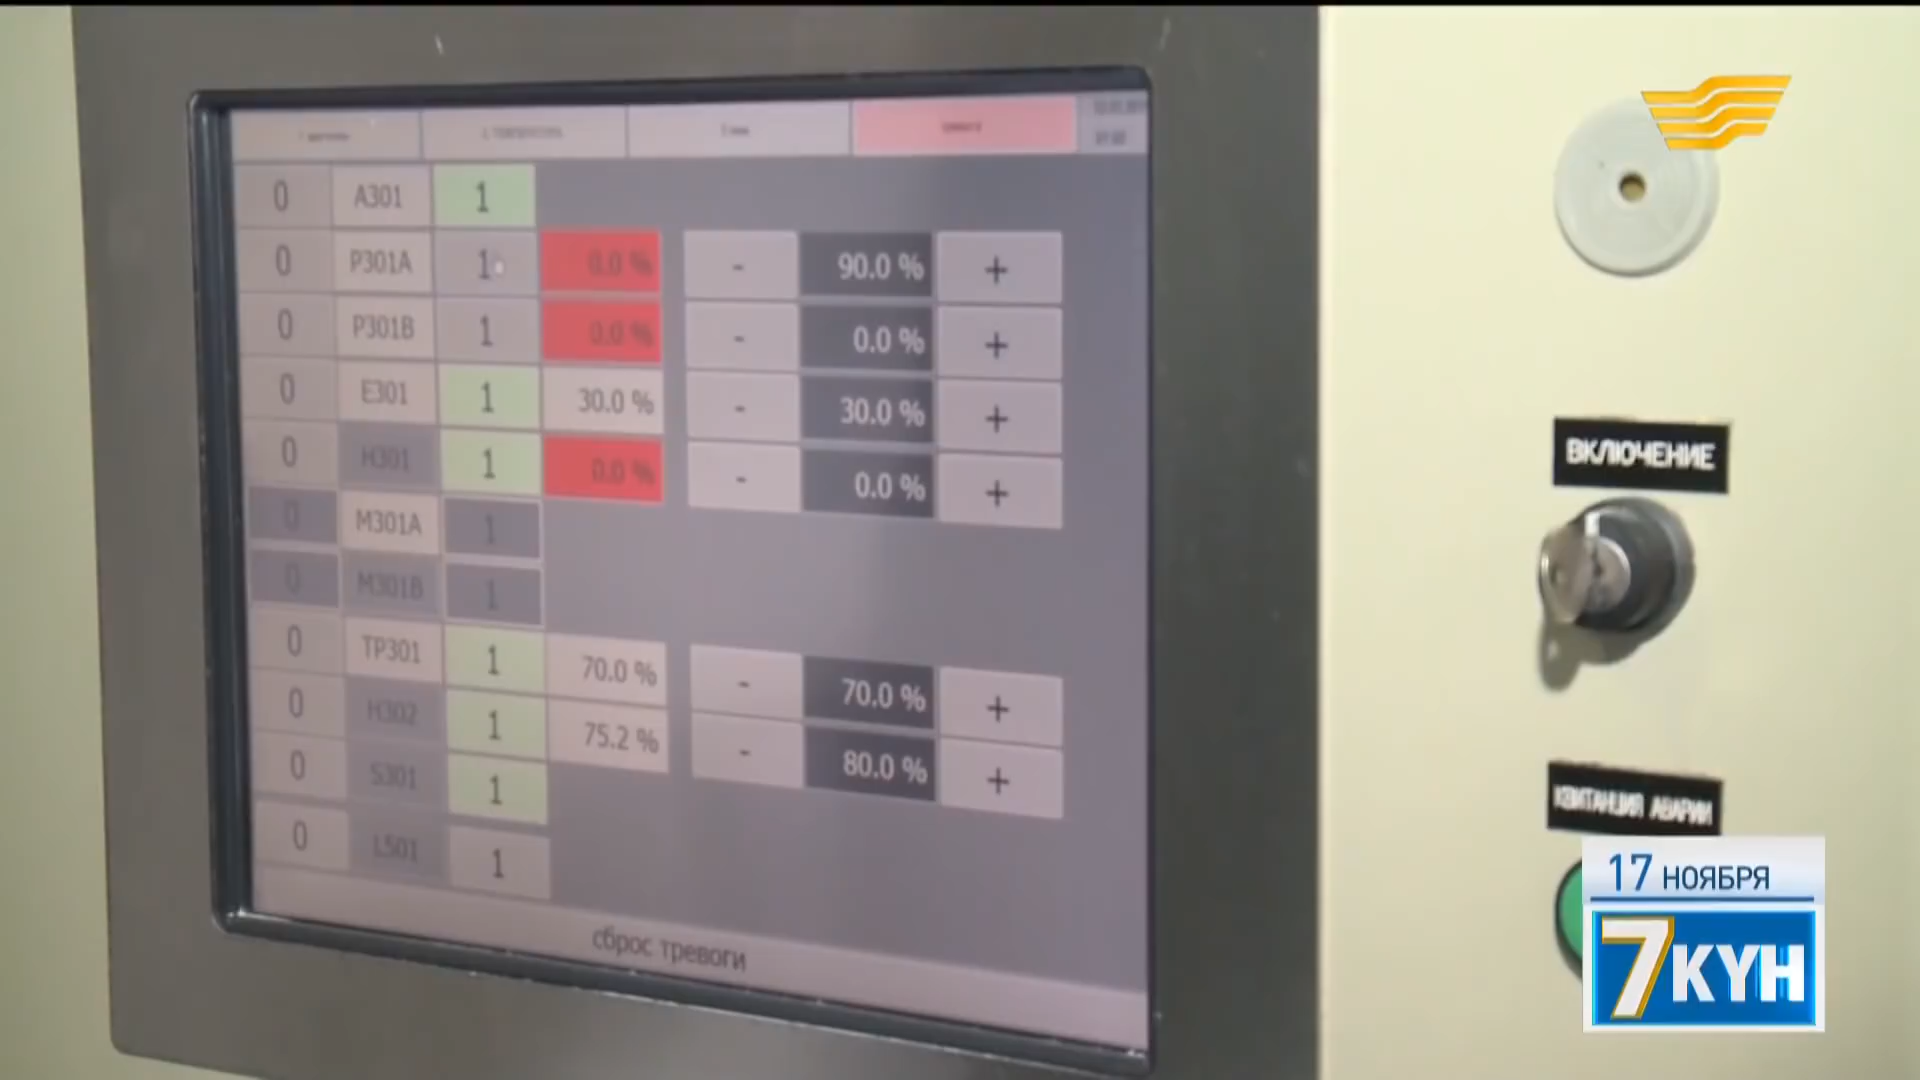 тревоги
0 A301 1
0 P301A 1 0.0 % - 90.0 % +
0 P301B 1 0.0 % - 0.0 % +
0 E301 1 30.0 % - 30.0 % +
0 H301 1 0.0 % - 0.0 % +
0 M301A 1
0 M301B 1
0 TP301 1 70.0 % - 70.0 % +
0 H302 1 75.2 % - 80.0 % +
0 S301 1
0 L501 1
сброс тревоги
ВКЛЮЧЕНИЕ
КВИТАНЦИЯ АВАРИИ
17 НОЯБРЯ
7КҮН